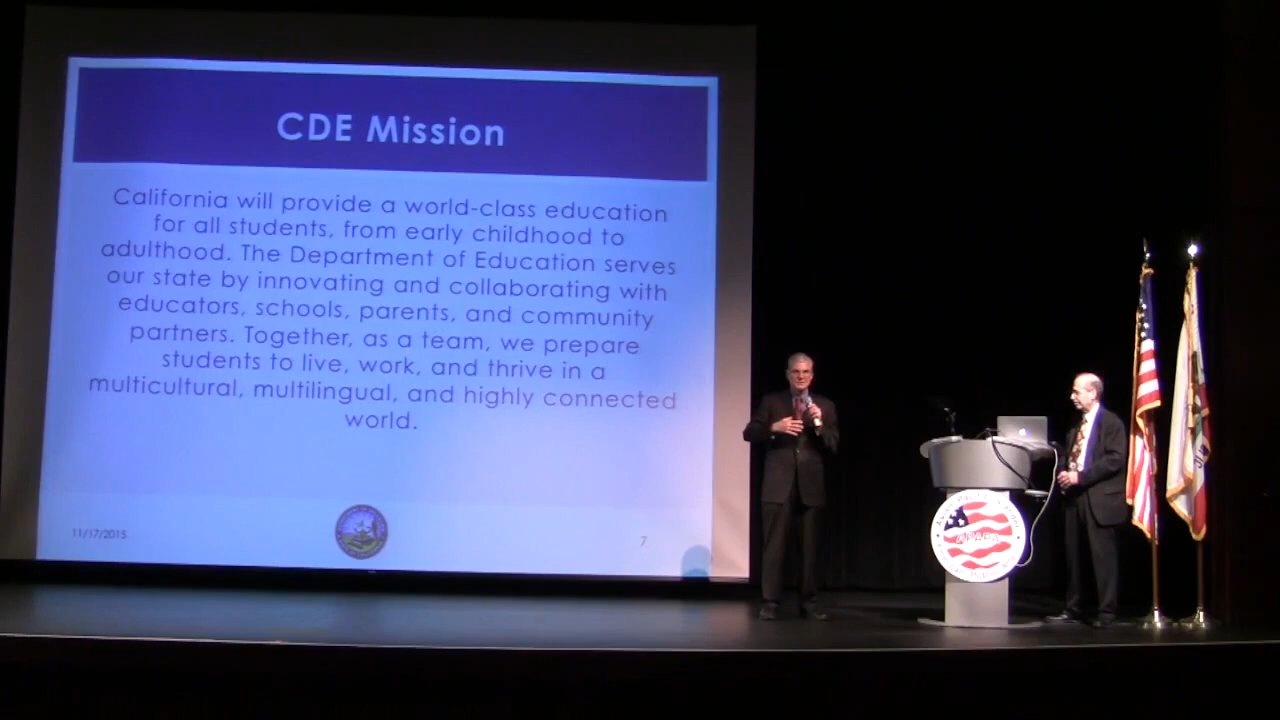 CDE Mission
California will provide a world-class education
for all students, from early childhood to
adulthood. The Department of Education serves
our state by innovating and collaborating with
educators, schools, parents, and community
partners. Together, as a team, we prepare
students to live, work, and thrive in a
multicultural, multilingual, and highly connected
world.
11/17/2015
7
APAPA